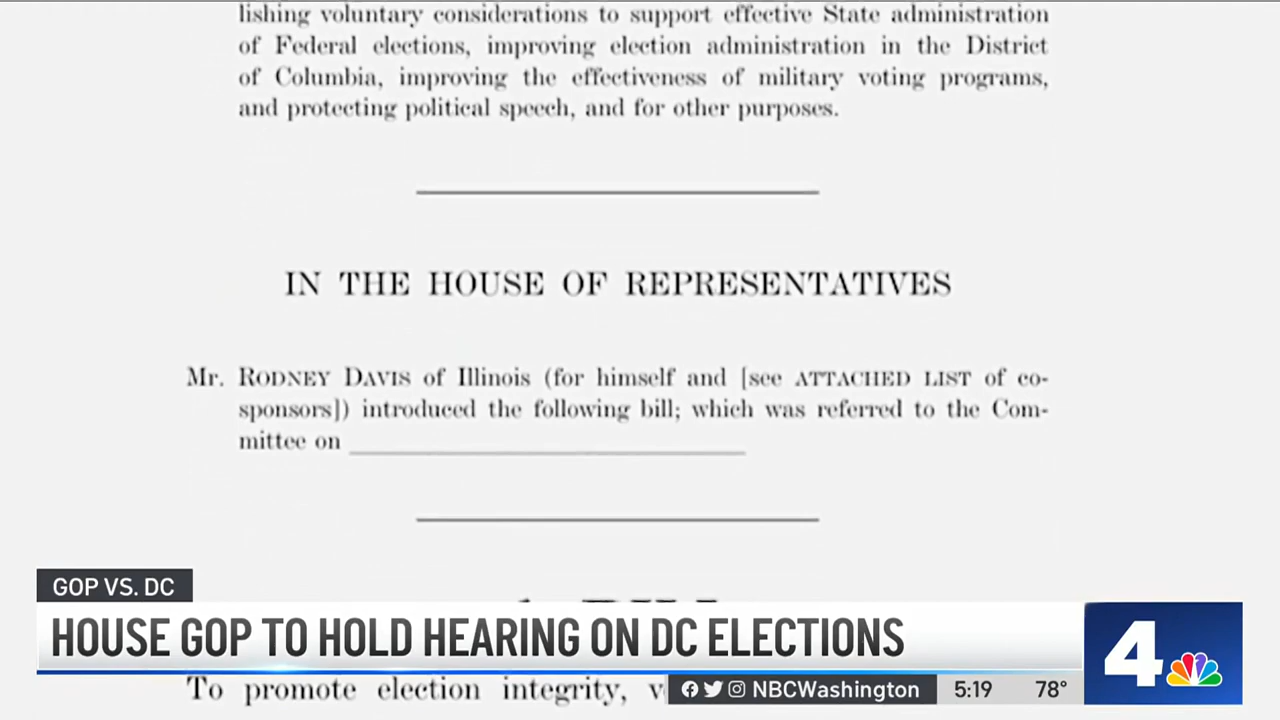 lishing voluntary considerations to support effective State administration
of Federal elections, improving election administration in the District
of Columbia, improving the effectiveness of military voting programs,
and protecting political speech, and for other purposes.
IN THE HOUSE OF REPRESENTATIVES
Mr. RODNEY DAVIS of Illinois (for himself and [see ATTACHED LIST of co-
sponsors]) introduced the following bill; which was referred to the Com-
mittee on
GOP VS. DC
HOUSE GOP TO HOLD HEARING ON DC ELECTIONS
4
To promote election integrity,
NBCWashington
5:19 78°